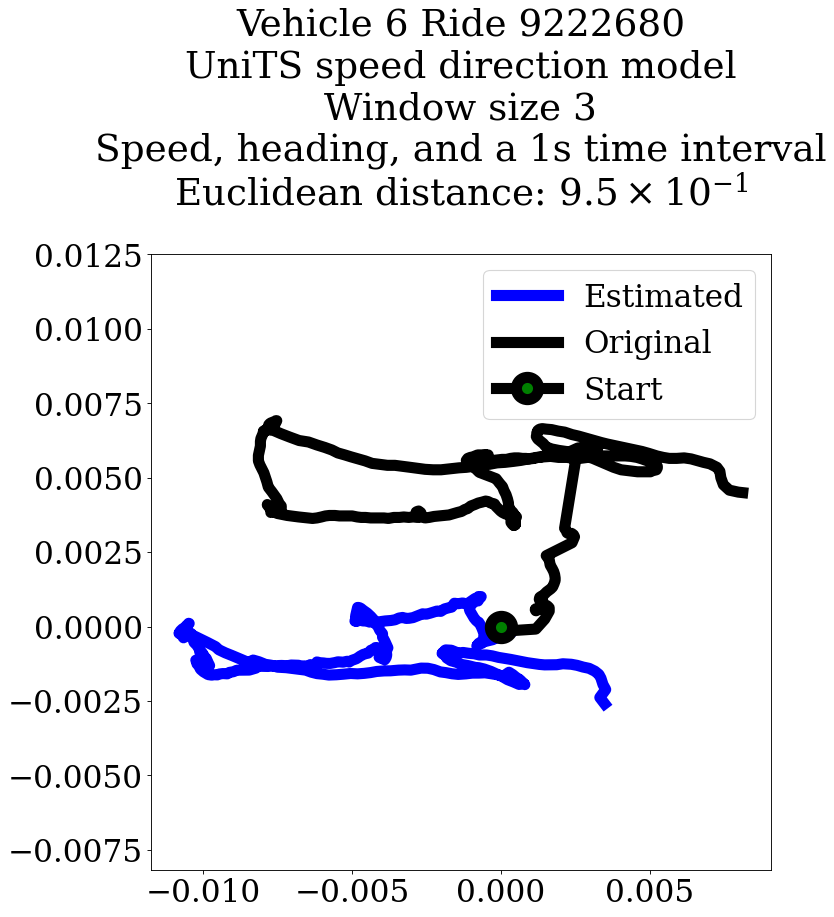 Vehicle 6 Ride 9222680
UniTS speed direction model
Window size 3
Speed, heading, and a 1s time interval
Euclidean distance: 9.5 × 10⁻¹
0.0125
0.0100
0.0075
0.0050
0.0025
0.0000
−0.0025
−0.0050
−0.0075
Estimated
Original
Start
−0.010 −0.005 0.000 0.005